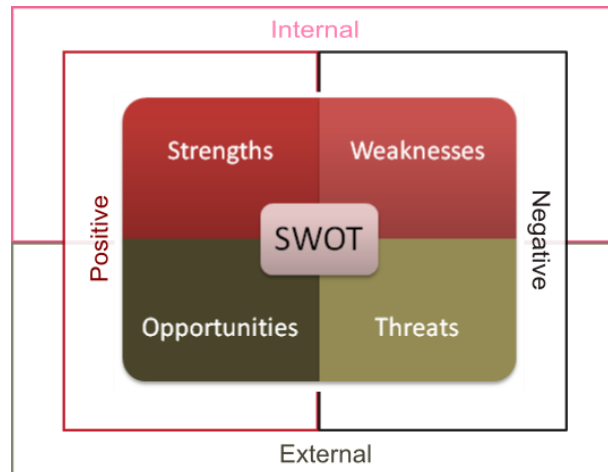 Internal
Strengths
Weaknesses
Positive
SWOT
Negative
Opportunities
Threats
External